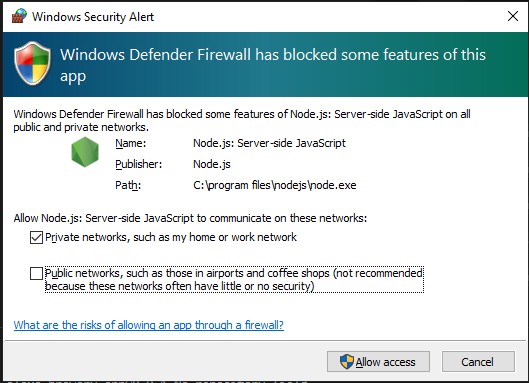 Windows Security Alert
Windows Defender Firewall has blocked some features of this
app
Windows Defender Firewall has blocked some features of Node.js: Server-side JavaScript on all
public and private networks.
Name: Node.js: Server-side JavaScript
Publisher: Node.js
Path: C:\program files\nodejs\node.exe
Allow Node.js: Server-side JavaScript to communicate on these networks:
Private networks, such as my home or work network
Public networks, such as those in airports and coffee shops (not recommended
because these networks often have little or no security)
What are the risks of allowing an app through a firewall?
Allow access Cancel